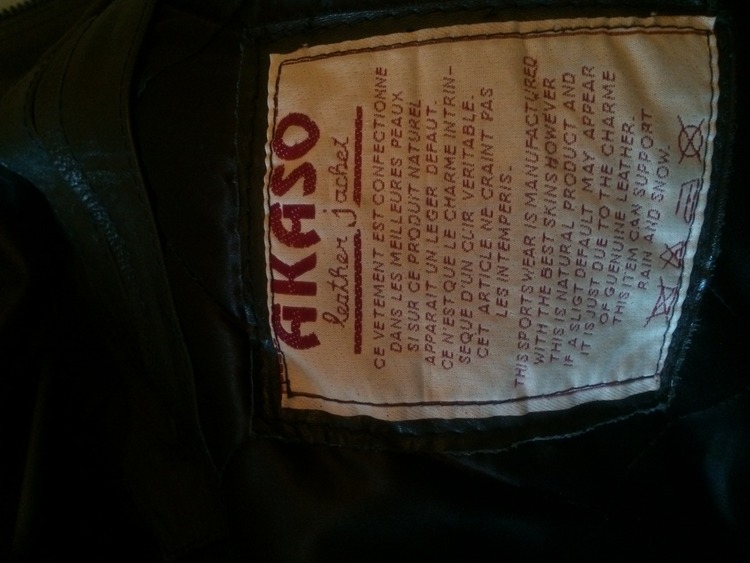 AKASO
leather jacket
CE VETEMENT EST CONFECTIONNE
DANS LES MEILLEURES PEAUX
SI SUR CE PRODUIT NATUREL
APPARAIT UN LEGER DEFAUT.
CE N'EST QUE LE CHARME INTRIN-
SEQUE D'UN CUIR VERITABLE.
CET ARTICLE NE CRAINT PAS
LES INTEMPERIS.
THIS SPORTSWEAR IS MANUFACTURED
WITH THE BEST SKINS HOWEVER
THIS IS NATURAL PRODUCT AND
IF A SLIGT DEFAULT MAY APPEAR
IT IS JUST DUE TO THE CHARME
OF GUENUINE LEATHER.
THIS ITEM CAN SUPPORT
RAIN AND SNOW.